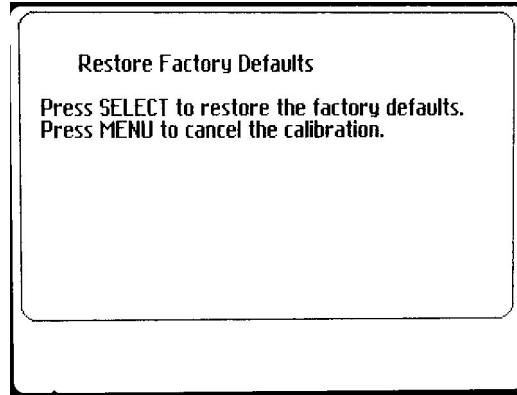 Restore Factory Defaults
Press SELECT to restore the factory defaults.
Press MENU to cancel the calibration.